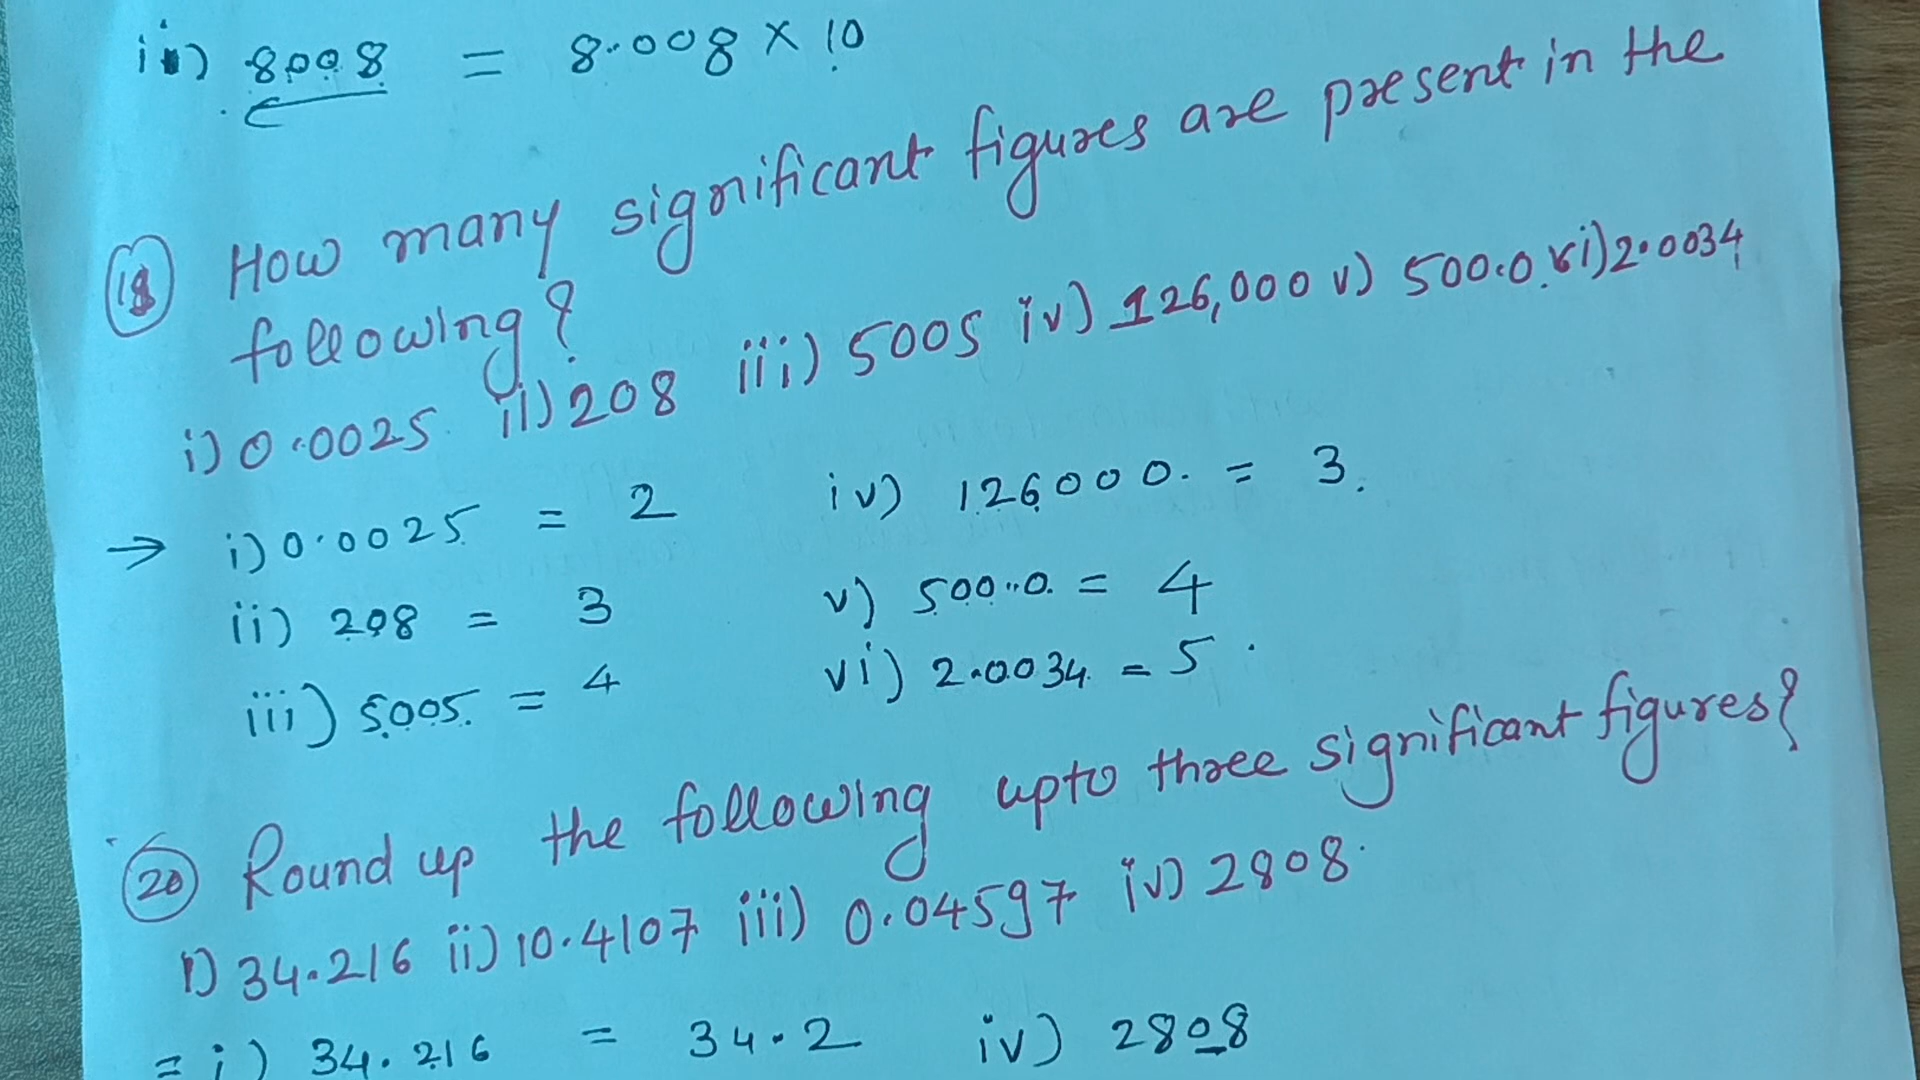 iii) 8008 = 8.008 × 10
19 How many significant figures are present in the
following?
i) 0.0025 ii) 208 iii) 5005 iv) 126,000 v) 500.0 vi) 2.0034
→ i) 0.0025 = 2 iv) 126000. = 3.
ii) 208 = 3 v) 500.0. = 4
iii) 5005. = 4 vi) 2.0034 = 5.
20 Round up the following upto three significant figures?
i) 34.216 ii) 10.4107 iii) 0.04597 iv) 2808.
= i) 34.216 = 34.2 iv) 2808